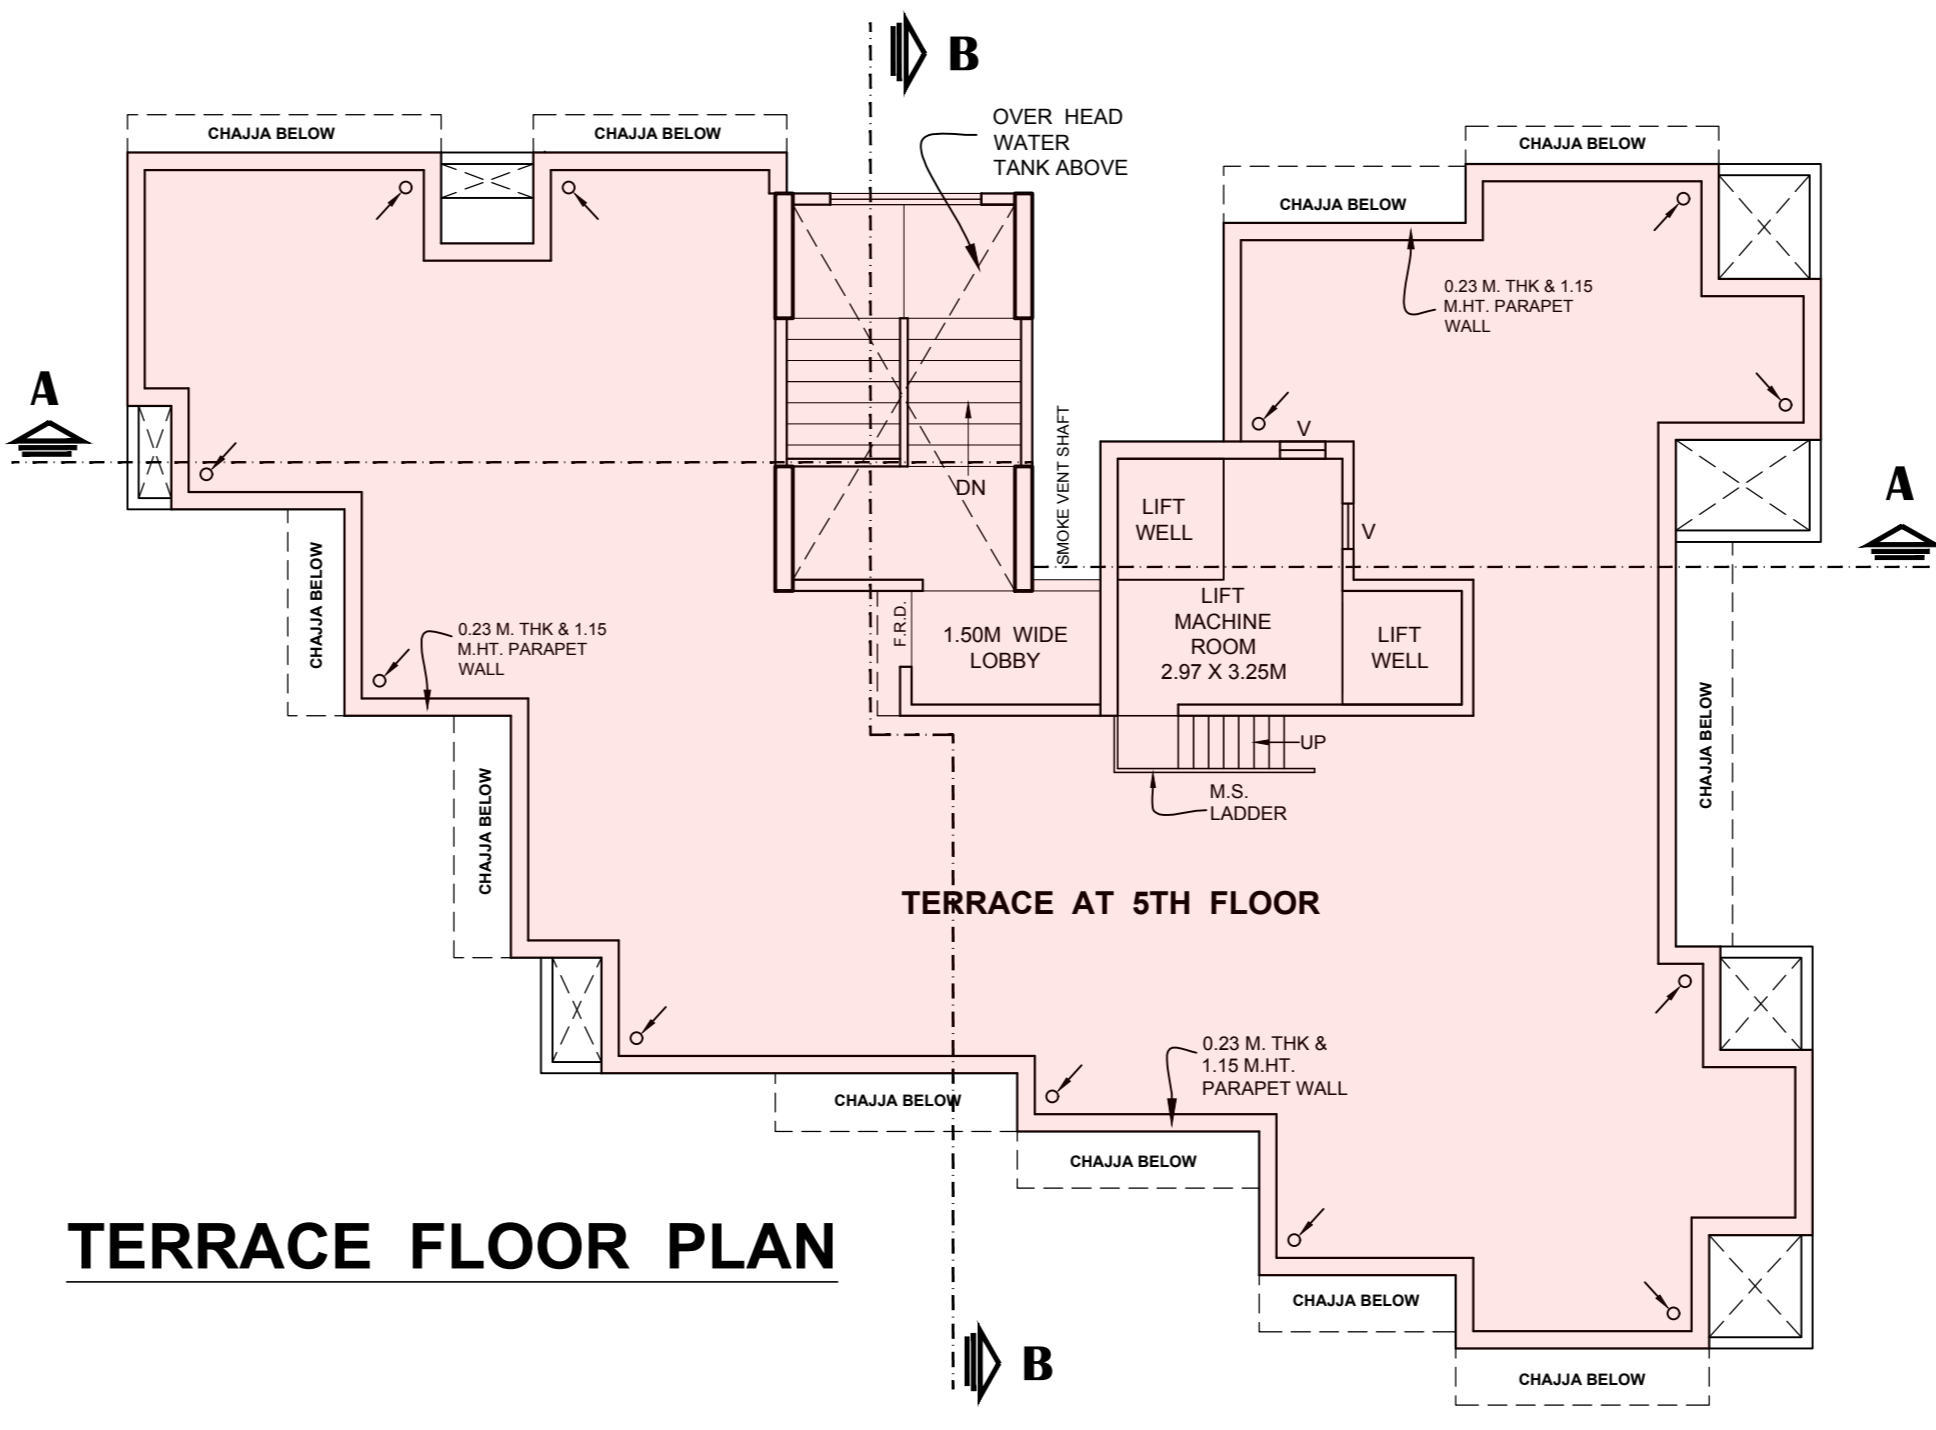 B
OVER HEAD
WATER
TANK ABOVE
CHAJJA BELOW
CHAJJA BELOW
CHAJJA BELOW
CHAJJA BELOW
0.23 M. THK & 1.15
M.HT. PARAPET
WALL
A
SMOKE VENT SHAFT
V
DN
LIFT
WELL
V
A
CHAJJA BELOW
0.23 M. THK & 1.15
M.HT. PARAPET
WALL
F.R.D.
1.50M WIDE
LOBBY
LIFT
MACHINE
ROOM
2.97 X 3.25M
LIFT
WELL
CHAJJA BELOW
UP
M.S.
LADDER
CHAJJA BELOW
TERRACE AT 5TH FLOOR
0.23 M. THK &
1.15 M.HT.
PARAPET WALL
CHAJJA BELOW
CHAJJA BELOW
TERRACE FLOOR PLAN
CHAJJA BELOW
B
CHAJJA BELOW